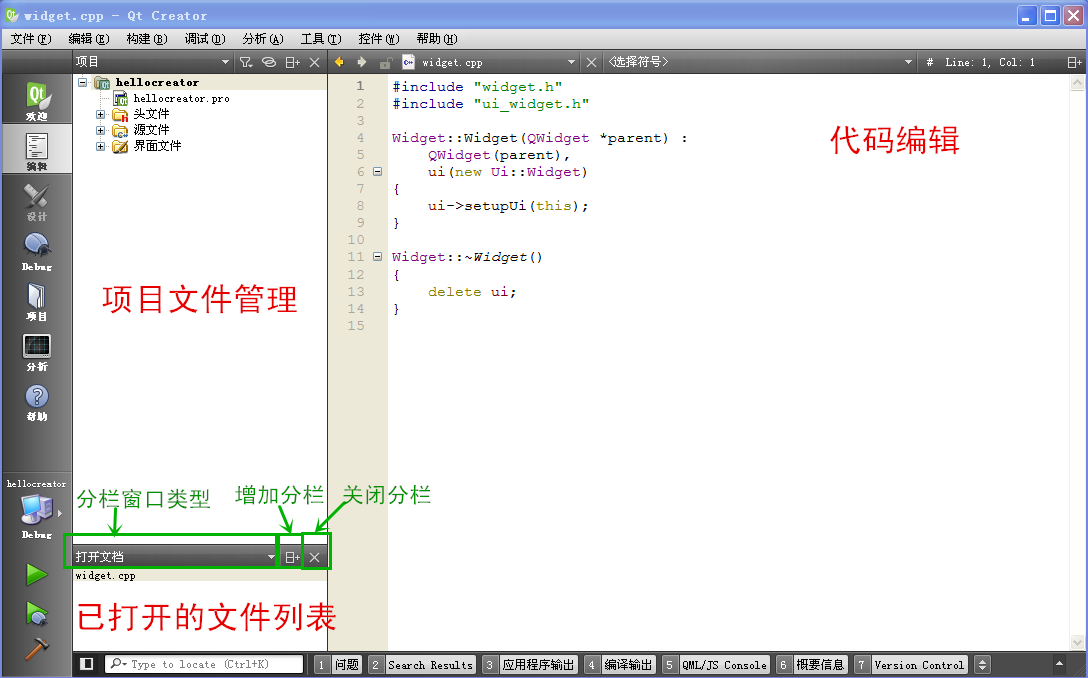 widget.cpp - Qt Creator
文件(F) 编辑(E) 构建(B) 调试(D) 分析(A) 工具(T) 控件(W) 帮助(H)
项目 widget.cpp <选择符号> # Line: 1, Col: 1
欢迎
编辑
设计
Debug
项目
分析
帮助
hellocreator
Debug
hellocreator
hellocreator.pro
头文件
源文件
界面文件
项目文件管理
分栏窗口类型 增加分栏 关闭分栏
打开文档
widget.cpp
已打开的文件列表
代码编辑
1 #include "widget.h"
2 #include "ui_widget.h"
3
4 Widget::Widget(QWidget *parent) :
5 QWidget(parent),
6 ui(new Ui::Widget)
7 {
8 ui->setupUi(this);
9 }
10
11 Widget::~Widget()
12 {
13 delete ui;
14 }
15
Type to locate (Ctrl+K) 1 问题 2 Search Results 3 应用程序输出 4 编译输出 5 QML/JS Console 6 概要信息 7 Version Control